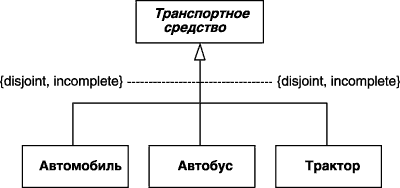 Транспортное
средство
{disjoint, incomplete} {disjoint, incomplete}
Автомобиль Автобус Трактор